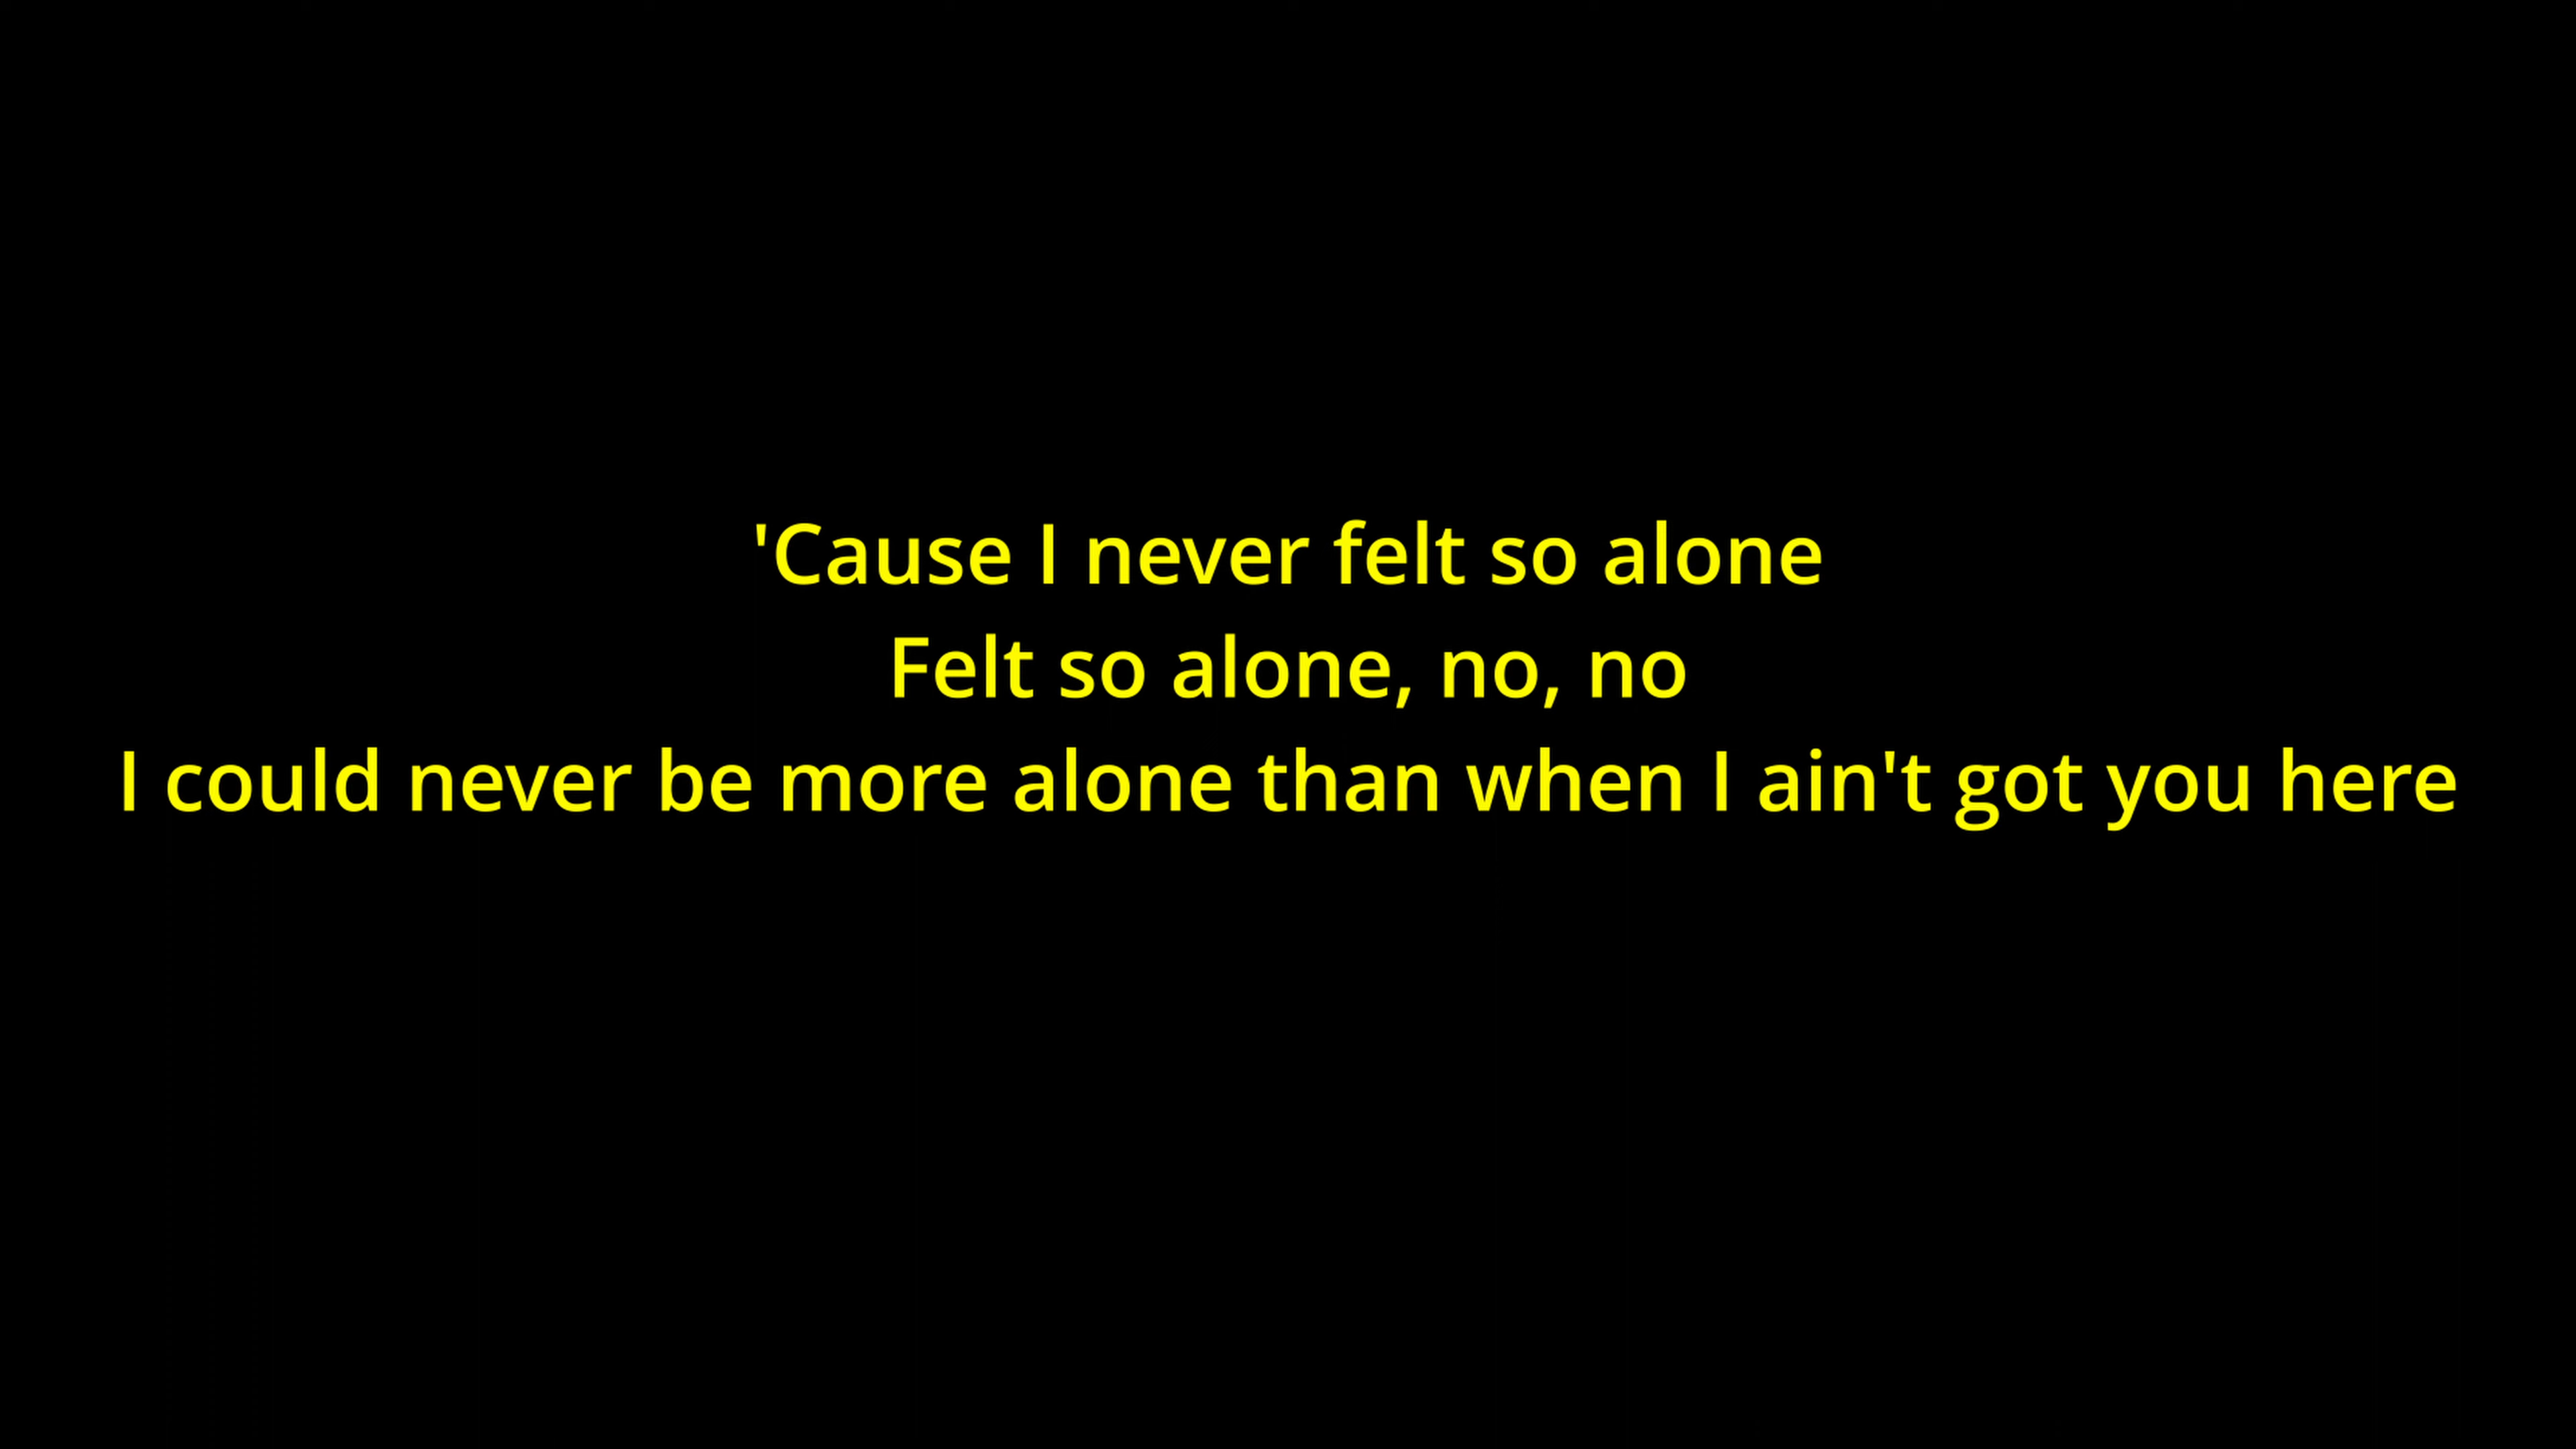 'Cause I never felt so alone
Felt so alone, no, no
I could never be more alone than when I ain't got you here